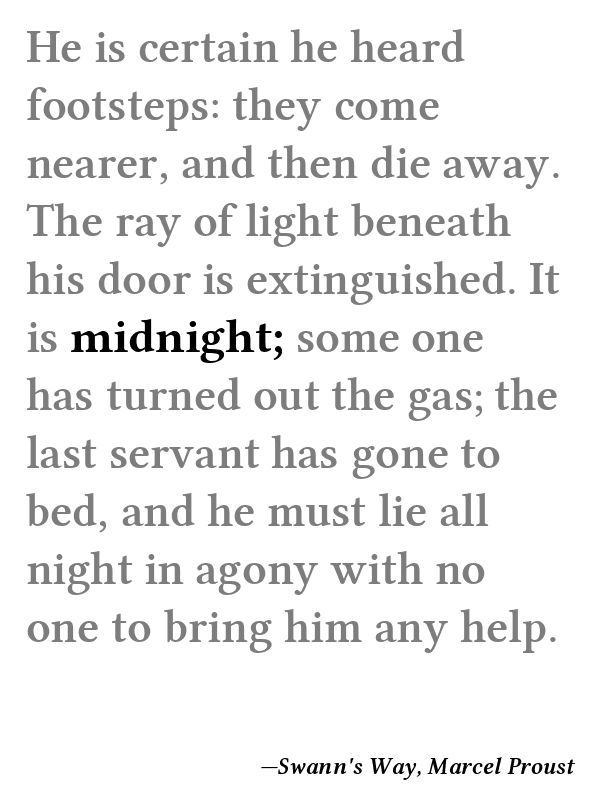 He is certain he heard
footsteps: they come
nearer, and then die away.
The ray of light beneath
his door is extinguished. It
is midnight; some one
has turned out the gas; the
last servant has gone to
bed, and he must lie all
night in agony with no
one to bring him any help.
—Swann's Way, Marcel Proust